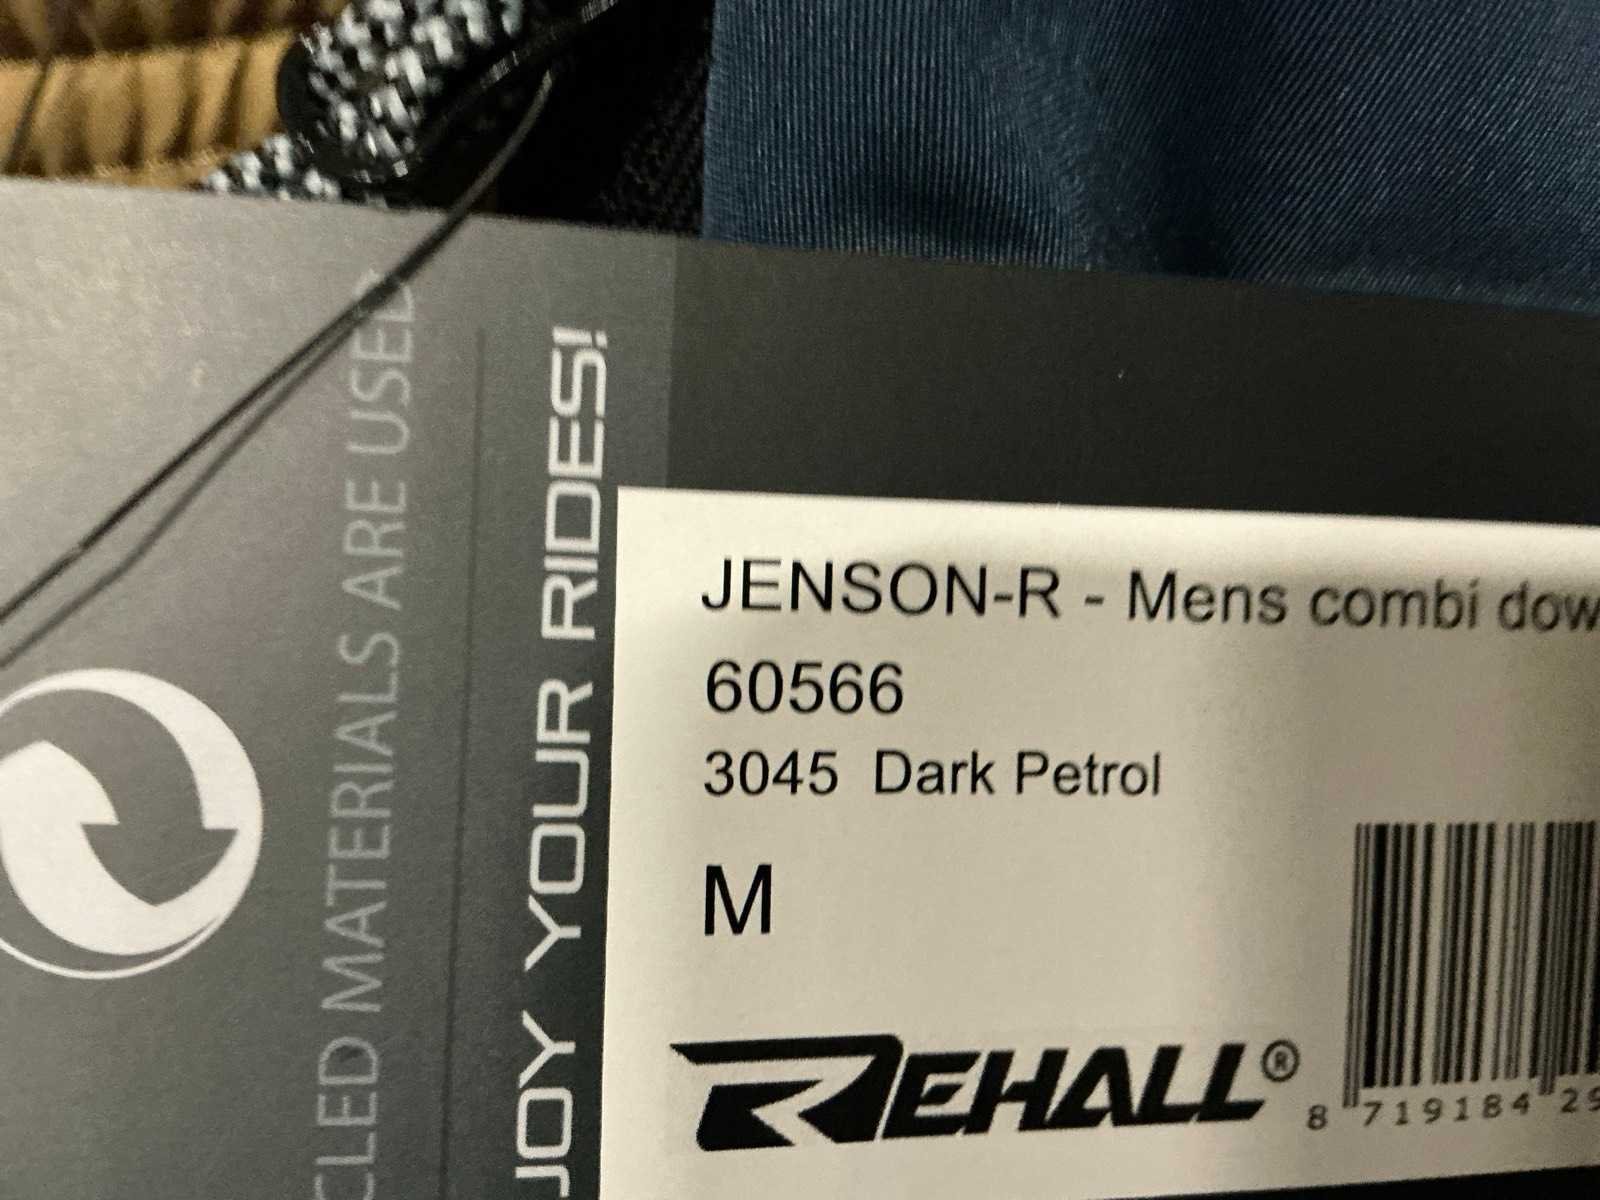 CLED MATERIALS ARE USED
JOY YOUR RIDES!
JENSON-R - Mens combi dow
60566
3045 Dark Petrol
M
REHALL®
8 719184 29